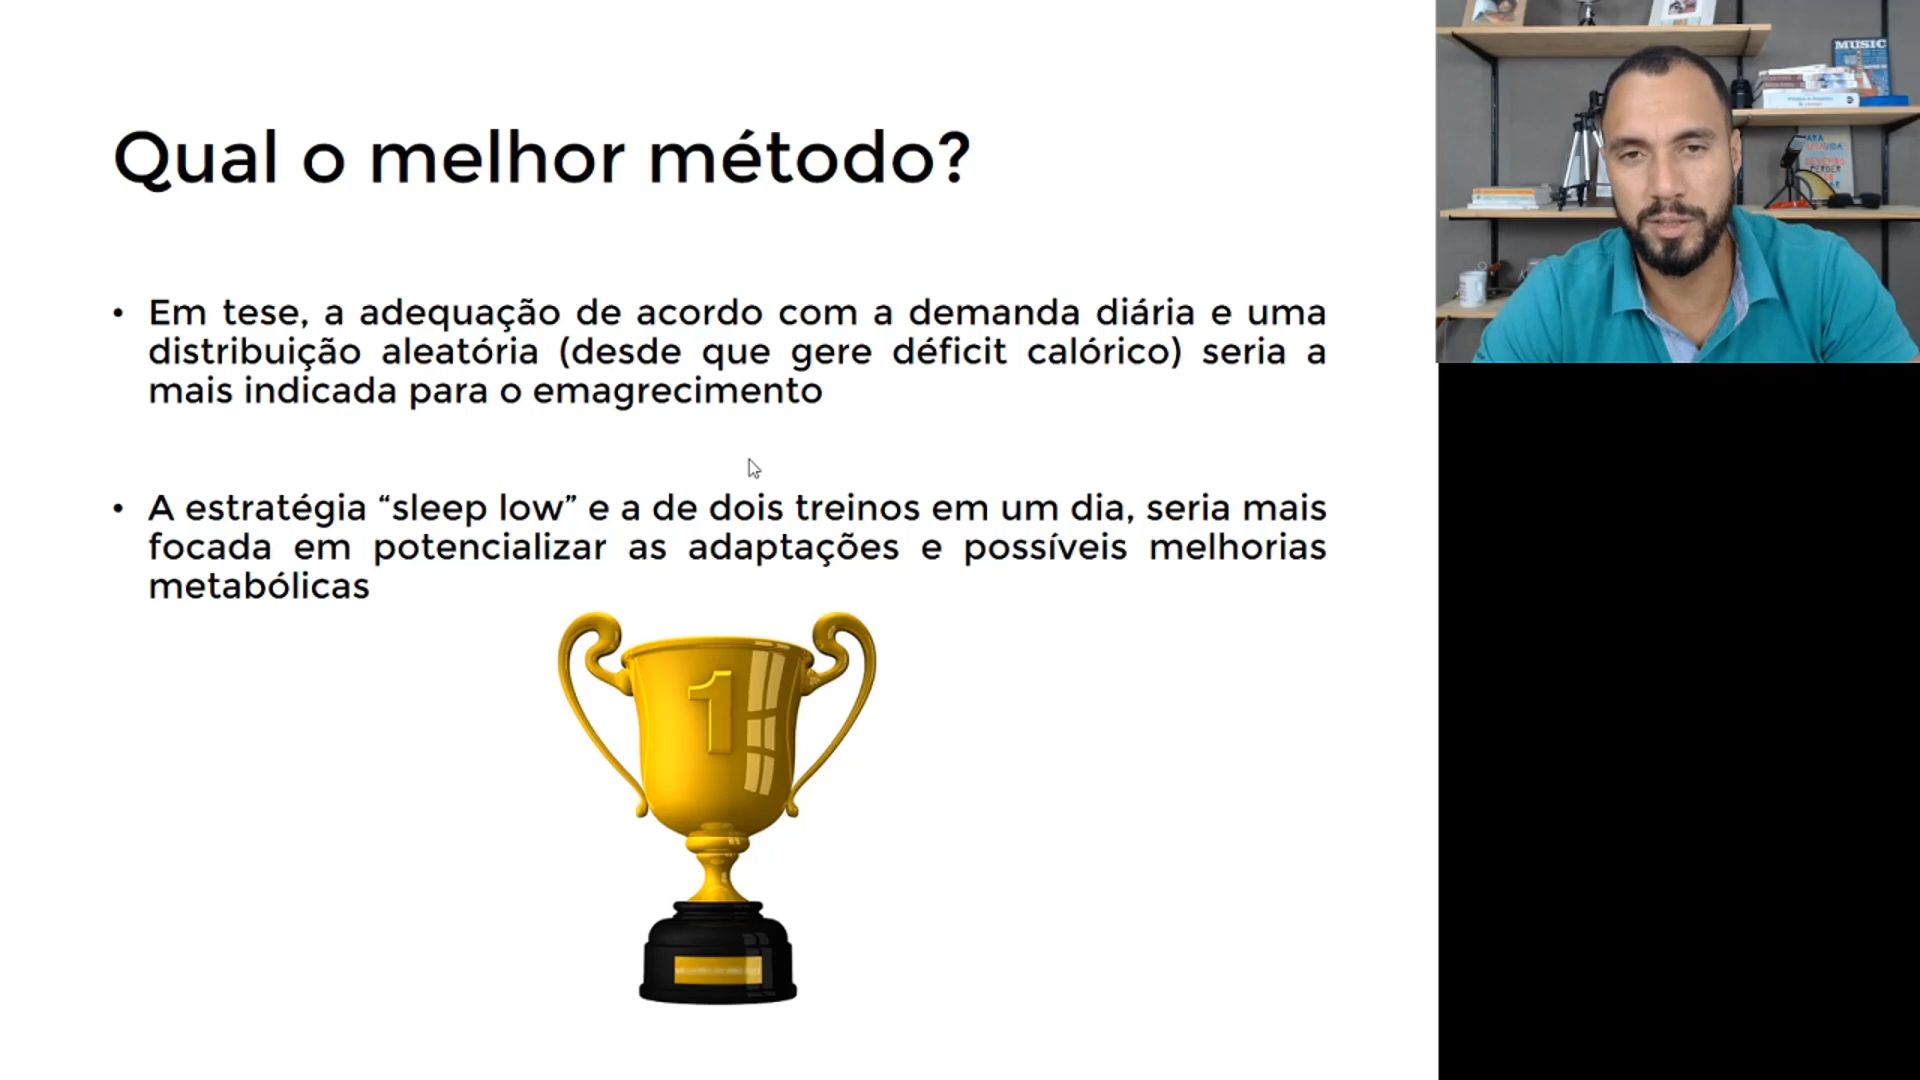 Qual o melhor método?
• Em tese, a adequação de acordo com a demanda diária e uma
distribuição aleatória (desde que gere déficit calórico) seria a
mais indicada para o emagrecimento
• A estratégia “sleep low” e a de dois treinos em um dia, seria mais
focada em potencializar as adaptações e possíveis melhorias
metabólicas
1
MUSIC
PERDER